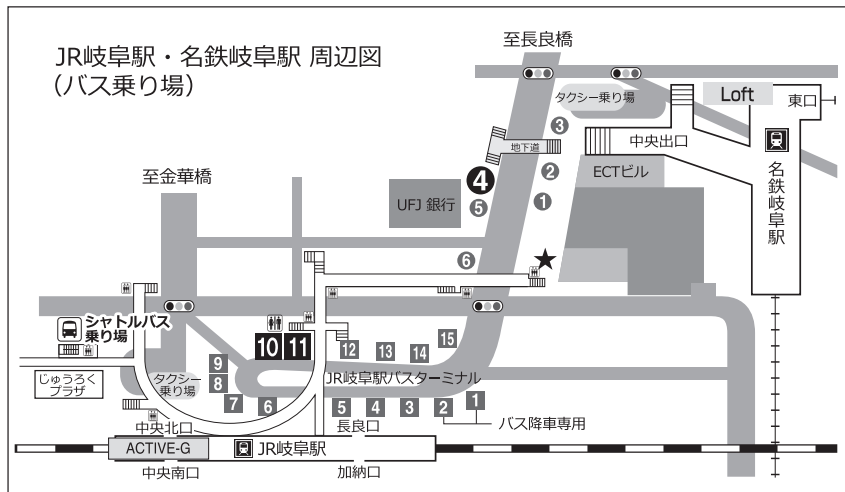 JR岐阜駅・名鉄岐阜駅 周辺図
(バス乗り場)
至長良橋
タクシー乗り場
Loft
東口
3
地下道
中央出口
名鉄岐阜駅
至金華橋
4
2
ECTビル
UFJ 銀行
5
1
6
★
シャトルバス
乗り場
10
11
12
13
14
15
9
8
7
6
JR岐阜駅バスターミナル
じゅうろく
プラザ
タクシー
乗り場
5
4
3
2
1
バス降車専用
中央北口
長良口
ACTIVE-G
JR岐阜駅
中央南口
加納口